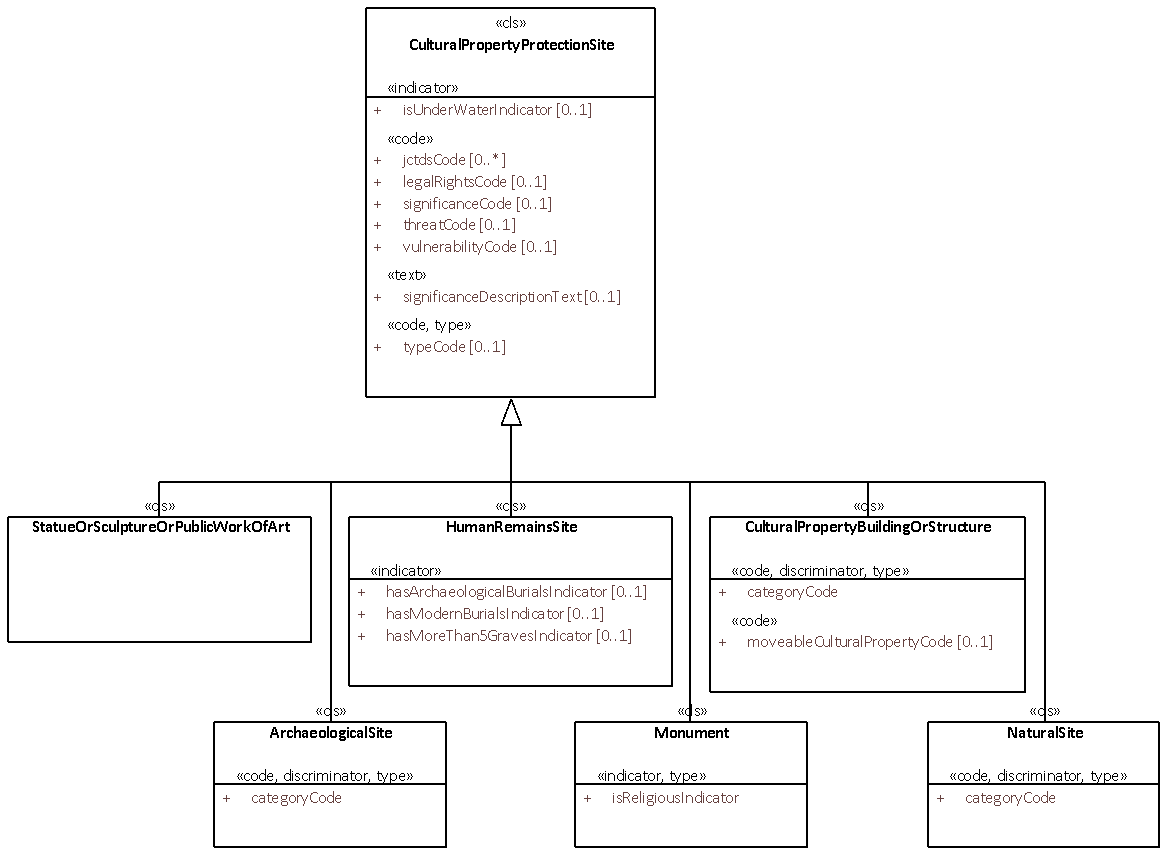 «cls»
CulturalPropertyProtectionSite
«indicator»
+ isUnderWaterIndicator [0..1]
«code»
+ jctdsCode [0..*]
+ legalRightsCode [0..1]
+ significanceCode [0..1]
+ threatCode [0..1]
+ vulnerabilityCode [0..1]
«text»
+ significanceDescriptionText [0..1]
«code, type»
+ typeCode [0..1]
«cls»
StatueOrSculptureOrPublicWorkOfArt
«cls»
HumanRemainsSite
«indicator»
+ hasArchaeologicalBurialsIndicator [0..1]
+ hasModernBurialsIndicator [0..1]
+ hasMoreThan5GravesIndicator [0..1]
«cls»
CulturalPropertyBuildingOrStructure
«code, discriminator, type»
+ categoryCode
«code»
+ moveableCulturalPropertyCode [0..1]
«cls»
ArchaeologicalSite
«code, discriminator, type»
+ categoryCode
«cls»
Monument
«indicator, type»
+ isReligiousIndicator
«cls»
NaturalSite
«code, discriminator, type»
+ categoryCode